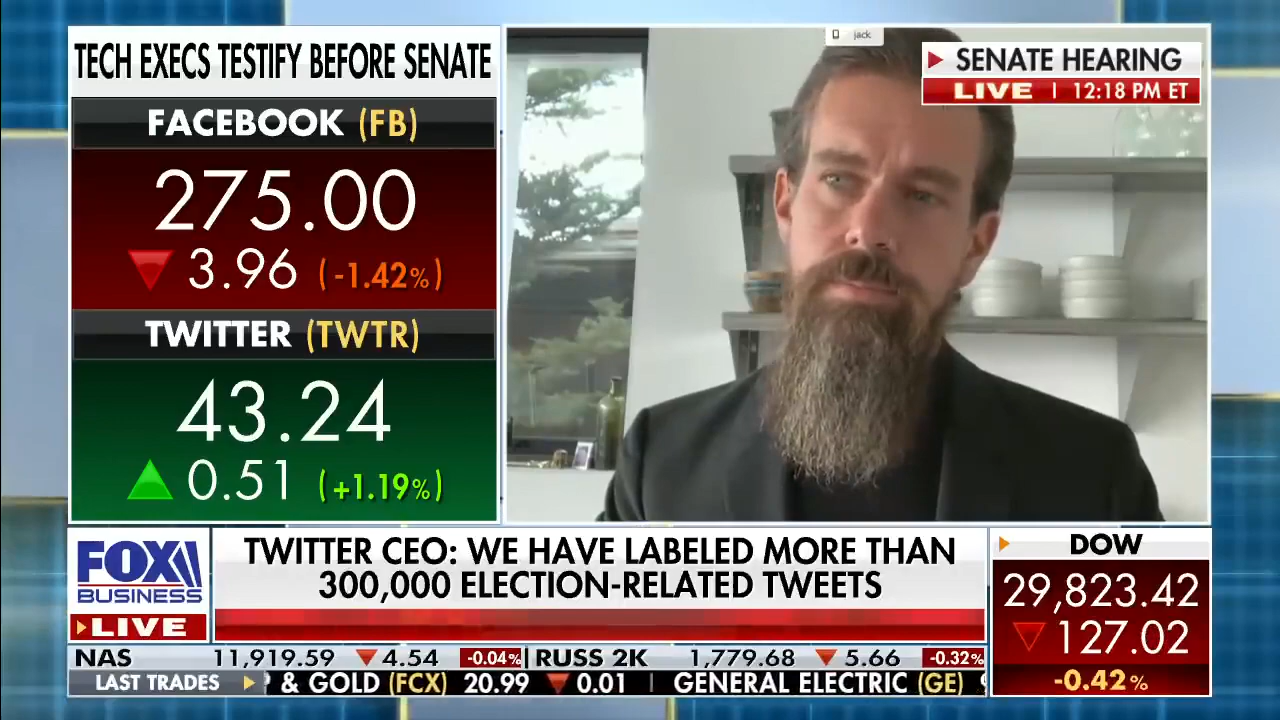 TECH EXECS TESTIFY BEFORE SENATE
FACEBOOK (FB)
275.00
3.96 (-1.42%)
TWITTER (TWTR)
43.24
0.51 (+1.19%)
jack
SENATE HEARING
LIVE | 12:18 PM ET
FOX
BUSINESS
LIVE
TWITTER CEO: WE HAVE LABELED MORE THAN
300,000 ELECTION-RELATED TWEETS
DOW
29,823.42
127.02
-0.42%
NAS 11,919.59 4.54 -0.04% RUSS 2K 1,779.68 5.66 -0.32%
LAST TRADES & GOLD (FCX) 20.99 0.01 | GENERAL ELECTRIC (GE)